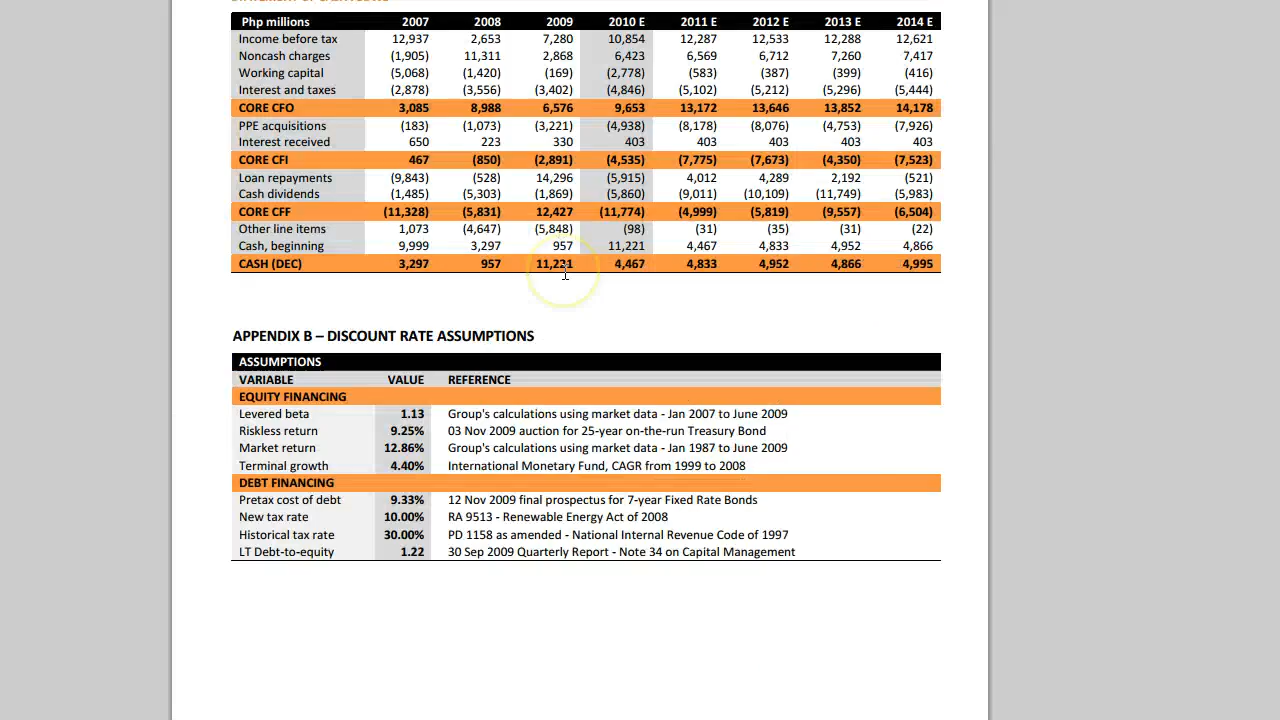 Php millions 2007 2008 2009 2010 E 2011 E 2012 E 2013 E 2014 E
Income before tax 12,937 2,653 7,280 10,854 12,287 12,533 12,288 12,621
Noncash charges (1,905) 11,311 2,868 6,423 6,569 6,712 7,260 7,417
Working capital (5,068) (1,420) (169) (2,778) (583) (387) (399) (416)
Interest and taxes (2,878) (3,556) (3,402) (4,846) (5,102) (5,212) (5,296) (5,444)
CORE CFO 3,085 8,988 6,576 9,653 13,172 13,646 13,852 14,178
PPE acquisitions (183) (1,073) (3,221) (4,938) (8,178) (8,076) (4,753) (7,926)
Interest received 650 223 330 403 403 403 403 403
CORE CFI 467 (850) (2,891) (4,535) (7,775) (7,673) (4,350) (7,523)
Loan repayments (9,843) (528) 14,296 (5,915) 4,012 4,289 2,192 (521)
Cash dividends (1,485) (5,303) (1,869) (5,860) (9,011) (10,109) (11,749) (5,983)
CORE CFF (11,328) (5,831) 12,427 (11,774) (4,999) (5,819) (9,557) (6,504)
Other line items 1,073 (4,647) (5,848) (98) (31) (35) (31) (22)
Cash, beginning 9,999 3,297 957 11,221 4,467 4,833 4,952 4,866
CASH (DEC) 3,297 957 11,221 4,467 4,833 4,952 4,866 4,995
APPENDIX B – DISCOUNT RATE ASSUMPTIONS
ASSUMPTIONS
VARIABLE VALUE REFERENCE
EQUITY FINANCING
Levered beta 1.13 Group's calculations using market data - Jan 2007 to June 2009
Riskless return 9.25% 03 Nov 2009 auction for 25-year on-the-run Treasury Bond
Market return 12.86% Group's calculations using market data - Jan 1987 to June 2009
Terminal growth 4.40% International Monetary Fund, CAGR from 1999 to 2008
DEBT FINANCING
Pretax cost of debt 9.33% 12 Nov 2009 final prospectus for 7-year Fixed Rate Bonds
New tax rate 10.00% RA 9513 - Renewable Energy Act of 2008
Historical tax rate 30.00% PD 1158 as amended - National Internal Revenue Code of 1997
LT Debt-to-equity 1.22 30 Sep 2009 Quarterly Report - Note 34 on Capital Management